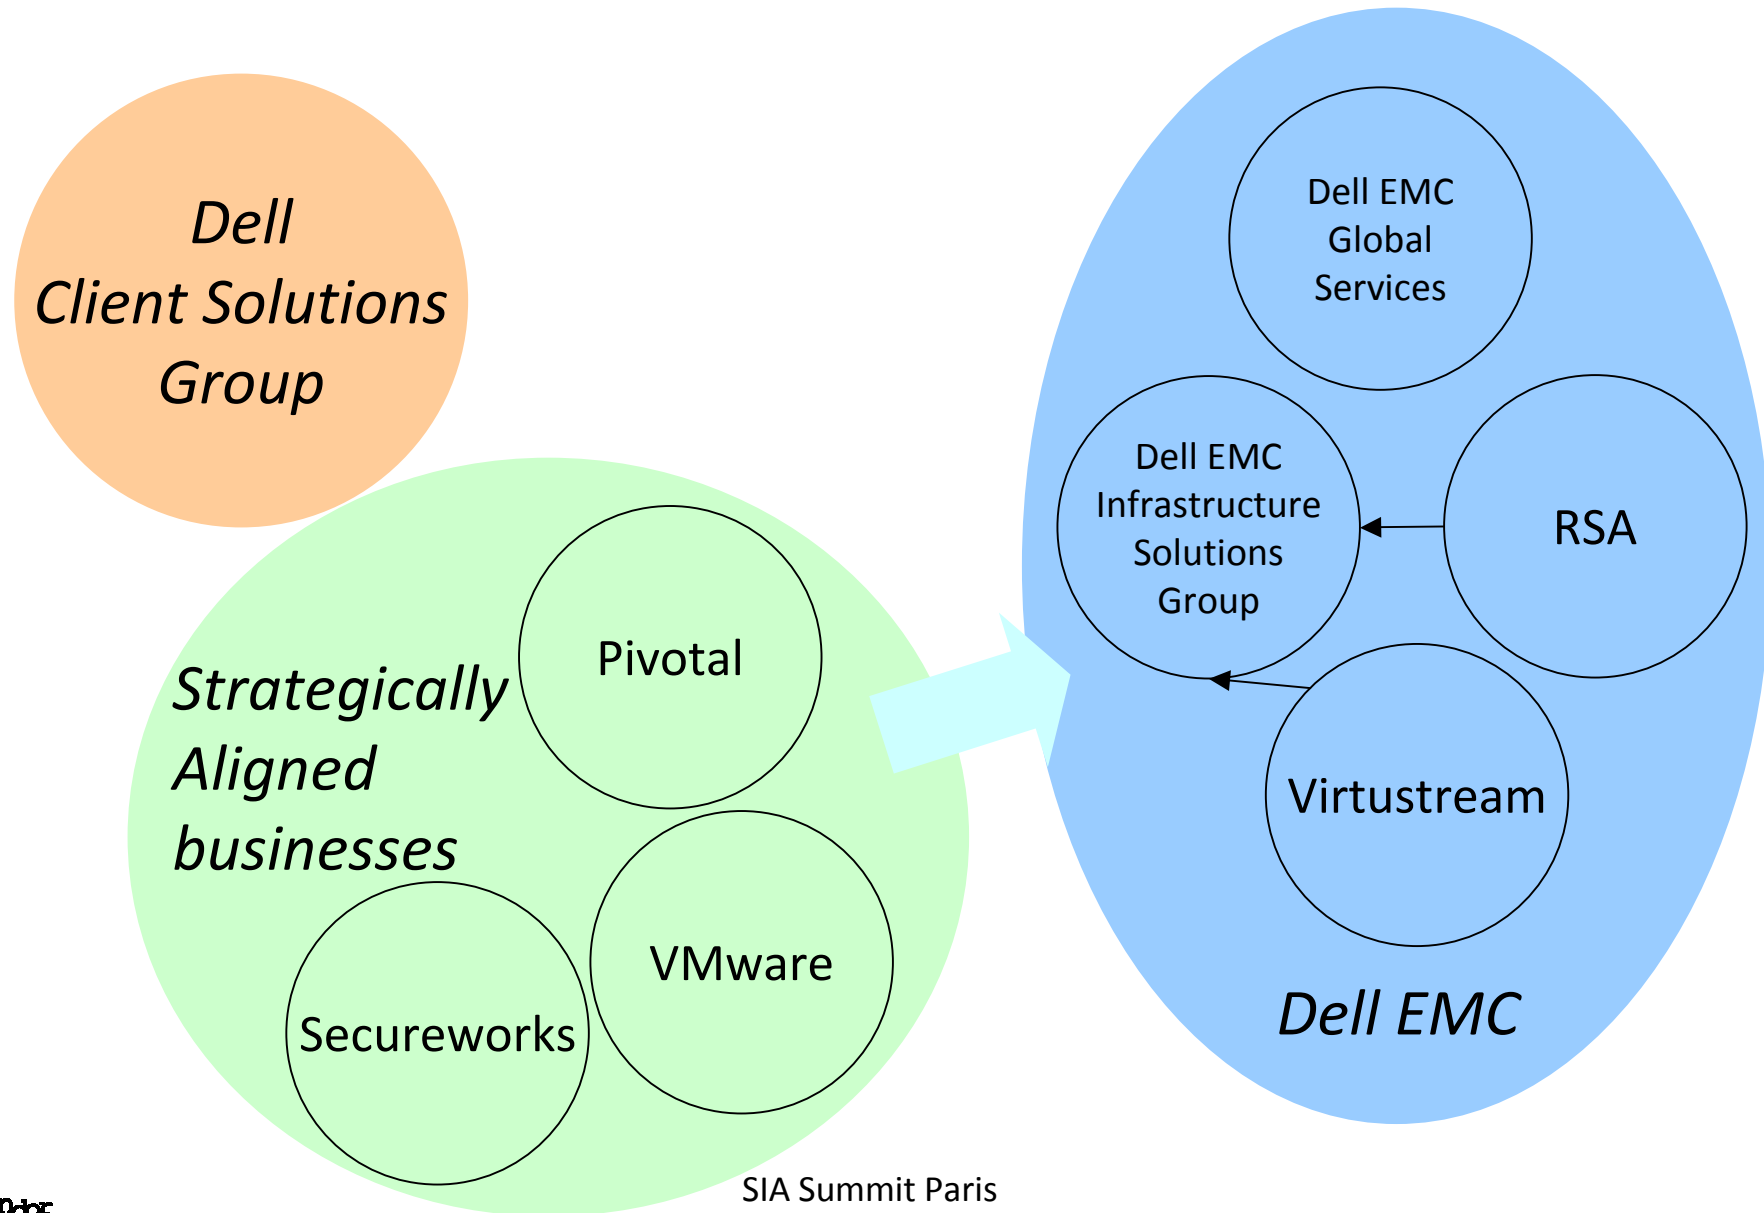 Dell
Client Solutions
Group
Dell EMC
Global
Services
Dell EMC
Infrastructure
Solutions
Group
RSA
Pivotal
Strategically
Aligned
businesses
Virtustream
VMware
Secureworks
Dell EMC
SIA Summit Paris